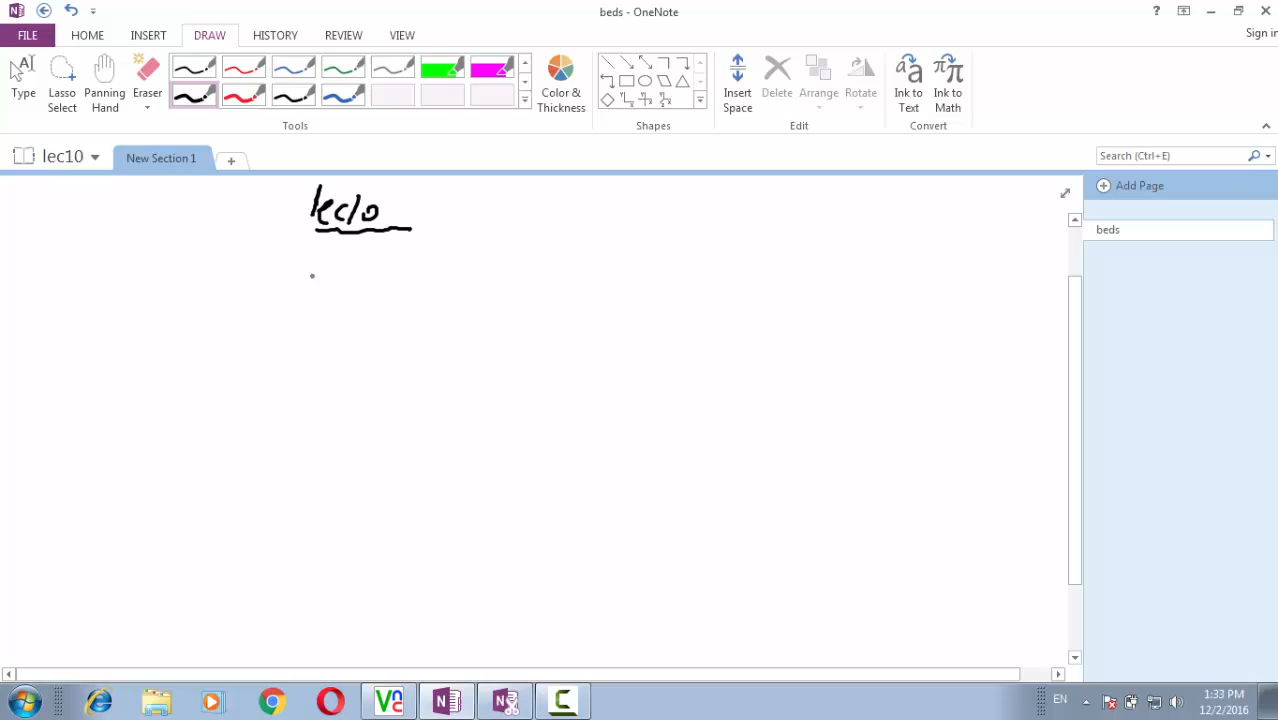 beds - OneNote
?
FILE HOME INSERT DRAW HISTORY REVIEW VIEW
Sign in
Type
Lasso Select
Panning Hand
Eraser
Color & Thickness
Insert Space
Delete
Arrange
Rotate
Ink to Text
Ink to Math
Tools
Shapes
Edit
Convert
lec10
New Section 1
Search (Ctrl+E)
Add Page
beds
lec10
EN
1:33 PM
12/2/2016